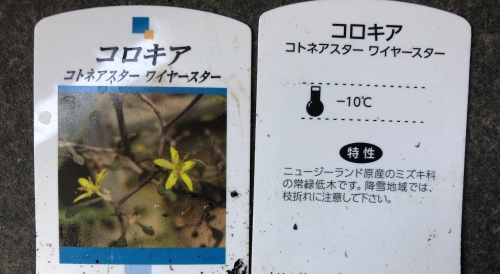 コロキア
コトネアスター ワイヤースター
コロキア
コトネアスター ワイヤースター
−10℃
特性
ニュージーランド原産のミズキ科
の常緑低木です。降雪地域では、
枝折れに注意して下さい。